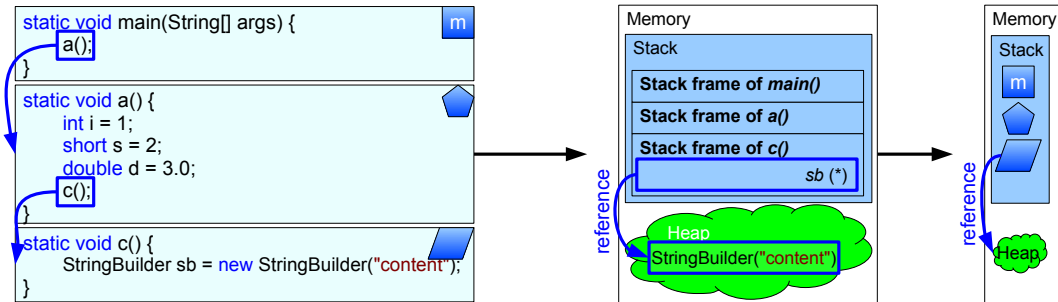 static void main(String[] args) {
m
a();
}
static void a() {
int i = 1;
short s = 2;
double d = 3.0;
c();
}
static void c() {
StringBuilder sb = new StringBuilder("content");
}
Memory
Stack
Stack frame of main()
Stack frame of a()
Stack frame of c()
sb (*)
reference
Heap
StringBuilder("content")
Memory
Stack
m
reference
Heap